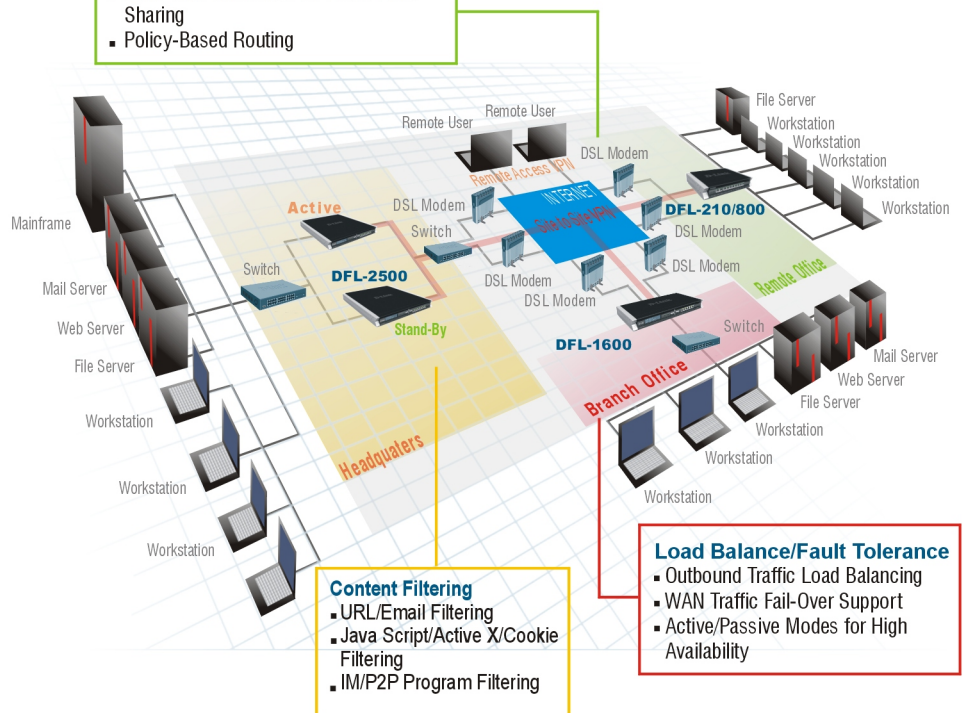 Sharing
▪ Policy-Based Routing
Remote User
Remote User
File Server
Workstation
Workstation
Workstation
Workstation
Workstation
DSL Modem
Remote Access VPN
INTERNET
Site-to-Site VPN
DFL-210/800
DSL Modem
DSL Modem
DSL Modem
DSL Modem
DSL Modem
Remote Office
Mainframe
Mail Server
Web Server
File Server
Switch
Active
DFL-2500
Stand-By
Switch
Headquaters
DFL-1600
Switch
Branch Office
Mail Server
Web Server
File Server
Workstation
Workstation
Workstation
Workstation
Workstation
Workstation
Content Filtering
▪ URL/Email Filtering
▪ Java Script/Active X/Cookie
Filtering
▪ IM/P2P Program Filtering
Load Balance/Fault Tolerance
▪ Outbound Traffic Load Balancing
▪ WAN Traffic Fail-Over Support
▪ Active/Passive Modes for High
Availability